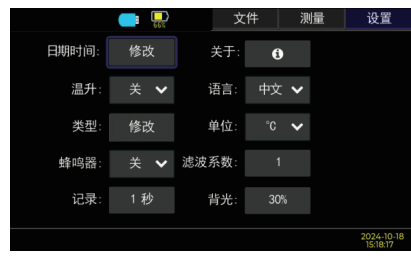 66% 文件 测量 设置
日期时间: 修改 关于:
温升: 关 语言: 中文
类型: 修改 单位: ℃
蜂鸣器: 关 滤波系数: 1
记录: 1 秒 背光: 30%
2024-10-18
15:18:17